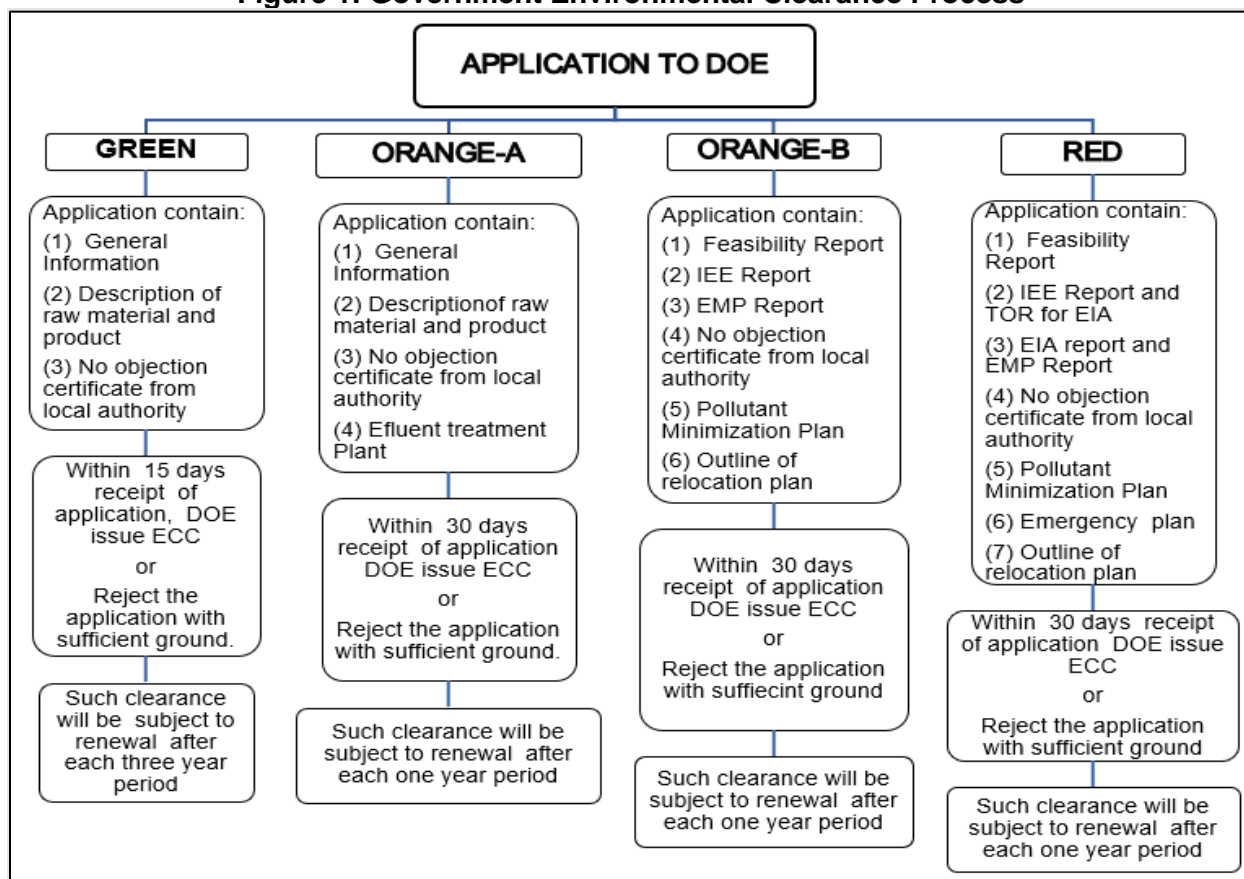 Figure 1: Government Environmental Clearance Process
APPLICATION TO DOE
GREEN
Application contain:
(1) General
Information
(2) Description of
raw material and
product
(3) No objection
certificate from
local authority
Within 15 days
receipt of
application, DOE
issue ECC
or
Reject the
application with
sufficient ground.
Such clearance
will be subject to
renewal after
each three year
period
ORANGE-A
Application contain:
(1) General
Information
(2) Descriptionof raw
material and product
(3) No objection
certificate from local
authority
(4) Efluent treatment
Plant
Within 30 days
receipt of application
DOE issue ECC
or
Reject the application
with sufficient ground.
Such clearance will be
subject to renewal after
each one year period
ORANGE-B
Application contain:
(1) Feasibility Report
(2) IEE Report
(3) EMP Report
(4) No objection
certificate from local
authority
(5) Pollutant
Minimization Plan
(6) Outline of
relocation plan
Within 30 days
receipt of application
DOE issue ECC
or
Reject the application
with suffiecint ground
Such clearance will be
subject to renewal after
each one year period
RED
Application contain:
(1) Feasibility
Report
(2) IEE Report and
TOR for EIA
(3) EIA report and
EMP Report
(4) No objection
certificate from local
authority
(5) Pollutant
Minimization Plan
(6) Emergency plan
(7) Outline of
relocation plan
Within 30 days receipt
of application DOE issue
ECC
or
Reject the application
with sufficient ground
Such clearance will be
subject to renewal after
each one year period